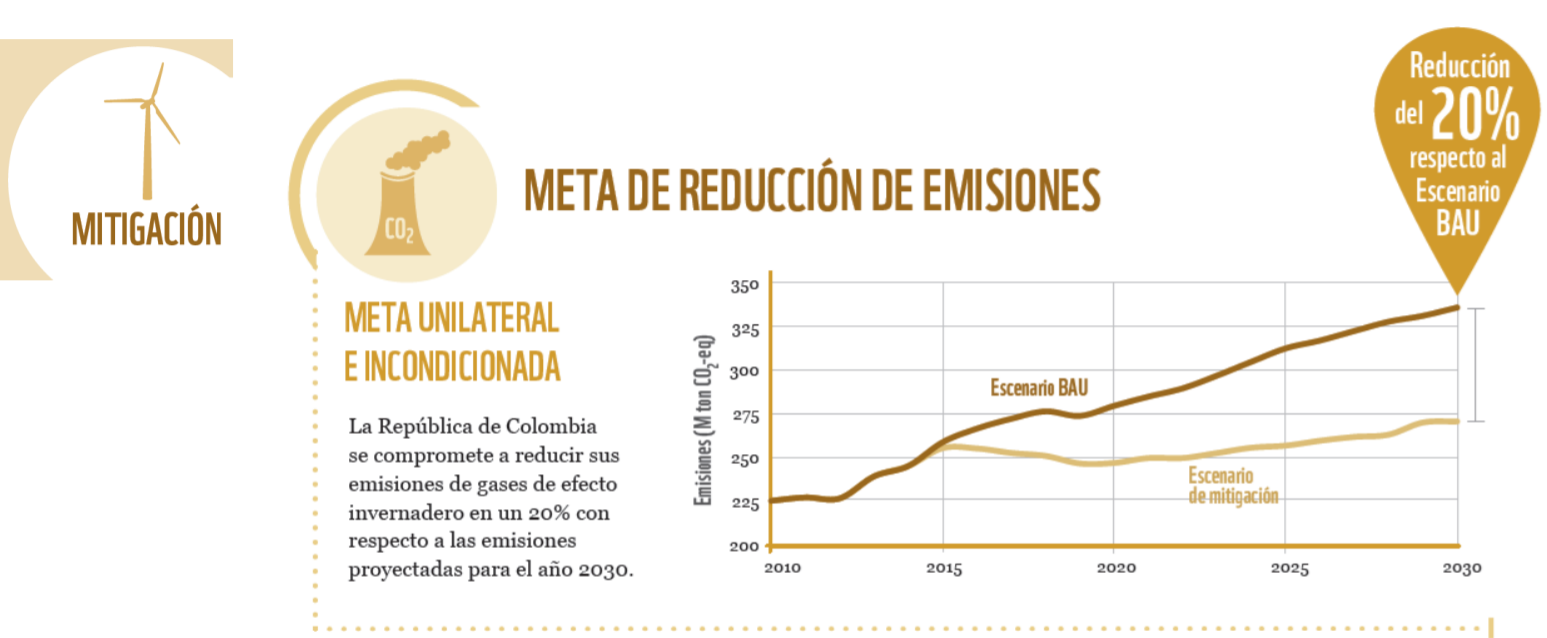 MITIGACIÓN
CO₂
META DE REDUCCIÓN DE EMISIONES
META UNILATERAL
E INCONDICIONADA
La República de Colombia
se compromete a reducir sus
emisiones de gases de efecto
invernadero en un 20% con
respecto a las emisiones
proyectadas para el año 2030.
Reducción
del 20%
respecto al
Escenario
BAU
Emisiones (M ton CO₂-eq)
350
325
300
275
250
225
200
Escenario BAU
Escenario
de mitigación
2010
2015
2020
2025
2030